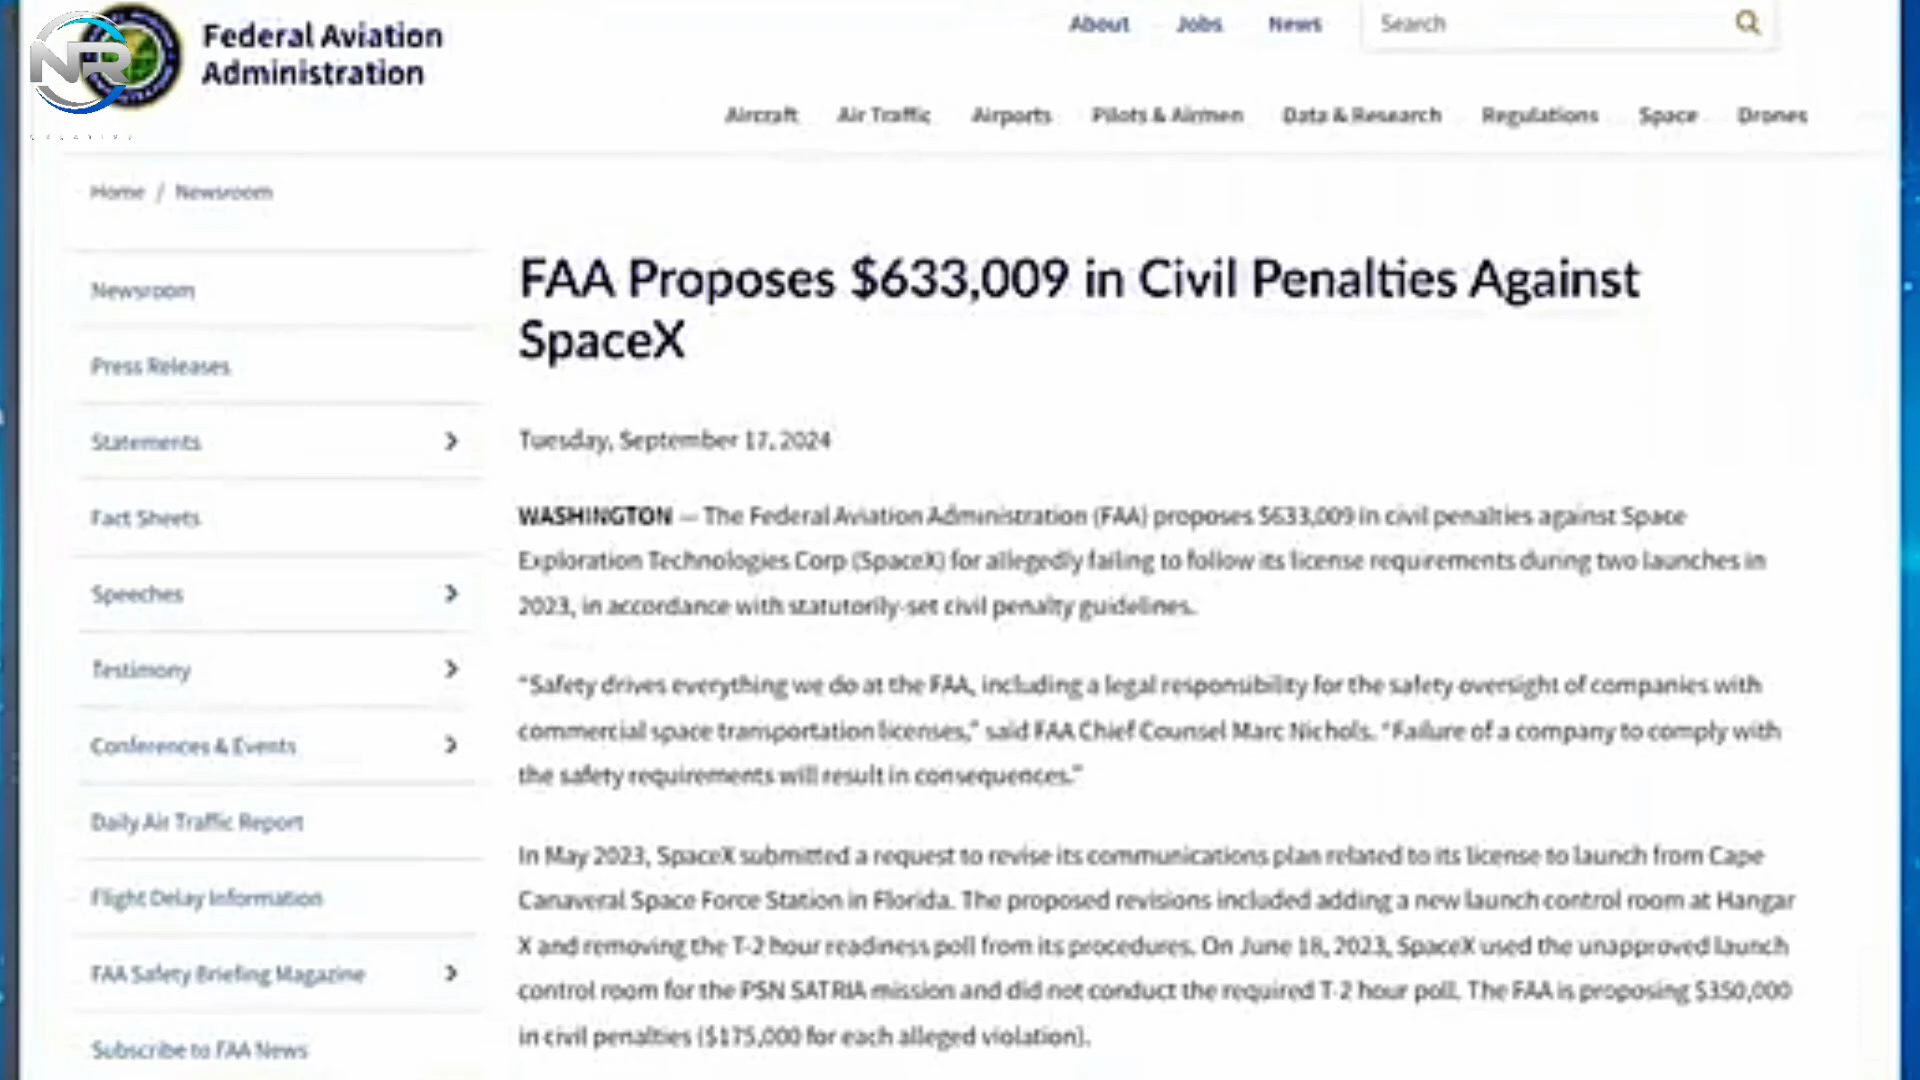 NR
Federal Aviation
Administration
About Jobs News Search
Aircraft Air Traffic Airports Pilots & Airmen Data & Research Regulations Space Drones
Home / Newsroom
Newsroom
Press Releases
Statements
Fact Sheets
Speeches
Testimony
Conferences & Events
Daily Air Traffic Report
Flight Delay Information
FAA Safety Briefing Magazine
Subscribe to FAA News
FAA Proposes $633,009 in Civil Penalties Against
SpaceX
Tuesday, September 17, 2024
WASHINGTON — The Federal Aviation Administration (FAA) proposes $633,009 in civil penalties against Space
Exploration Technologies Corp (SpaceX) for allegedly failing to follow its license requirements during two launches in
2023, in accordance with statutorily-set civil penalty guidelines.
“Safety drives everything we do at the FAA, including a legal responsibility for the safety oversight of companies with
commercial space transportation licenses,” said FAA Chief Counsel Marc Nichols. “Failure of a company to comply with
the safety requirements will result in consequences.”
In May 2023, SpaceX submitted a request to revise its communications plan related to its license to launch from Cape
Canaveral Space Force Station in Florida. The proposed revisions included adding a new launch control room at Hangar
X and removing the T-2 hour readiness poll from its procedures. On June 18, 2023, SpaceX used the unapproved launch
control room for the PSN SATRIA mission and did not conduct the required T-2 hour poll. The FAA is proposing $350,000
in civil penalties ($175,000 for each alleged violation).